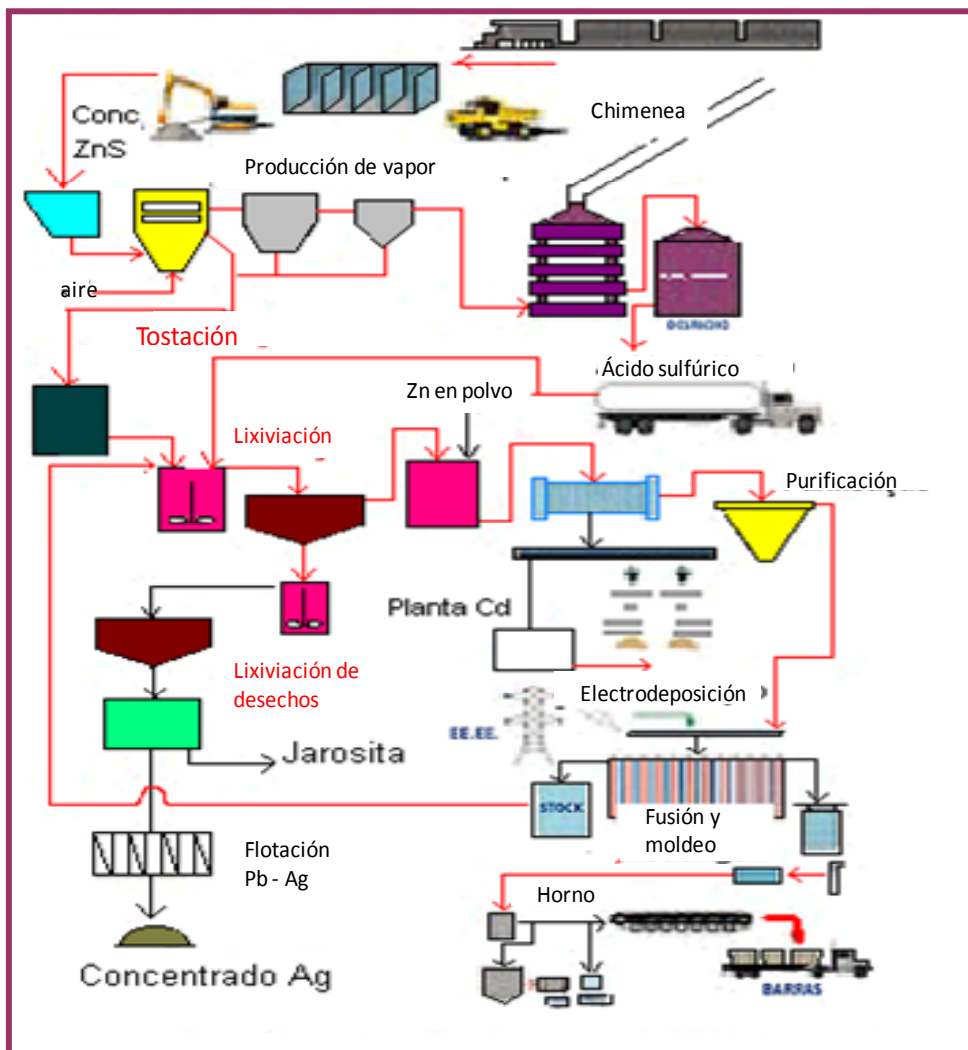 Chimenea
Conc,
ZnS
Producción de vapor
aire
Tostación
Ácido sulfúrico
Zn en polvo
Lixiviación
Purificación
Planta Cd
Lixiviación de
desechos
Electrodeposición
EE.EE.
Jarosita
STOCK
Fusión y
moldeo
Flotación
Pb - Ag
Horno
Concentrado Ag
BARRAS